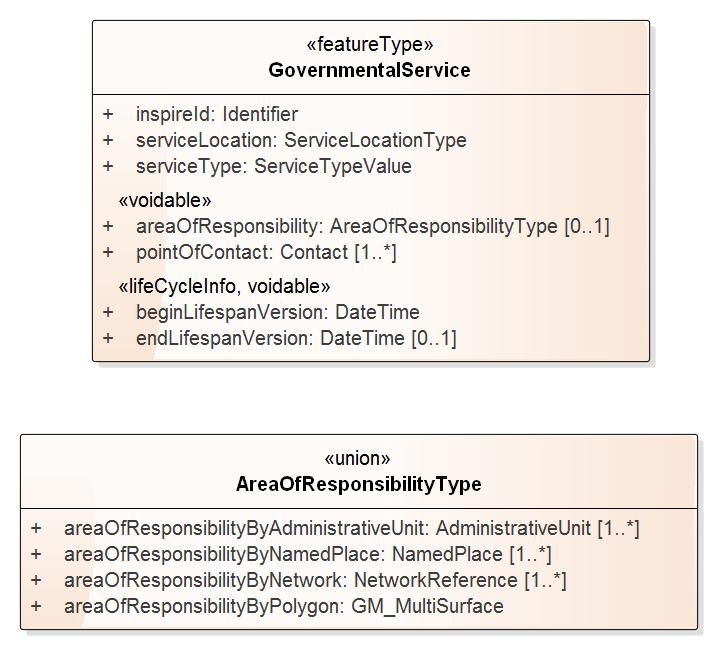 «featureType»
GovernmentalService
+ inspireId: Identifier
+ serviceLocation: ServiceLocationType
+ serviceType: ServiceTypeValue
«voidable»
+ areaOfResponsibility: AreaOfResponsibilityType [0..1]
+ pointOfContact: Contact [1..*]
«lifeCycleInfo, voidable»
+ beginLifespanVersion: DateTime
+ endLifespanVersion: DateTime [0..1]
«union»
AreaOfResponsibilityType
+ areaOfResponsibilityByAdministrativeUnit: AdministrativeUnit [1..*]
+ areaOfResponsibilityByNamedPlace: NamedPlace [1..*]
+ areaOfResponsibilityByNetwork: NetworkReference [1..*]
+ areaOfResponsibilityByPolygon: GM_MultiSurface